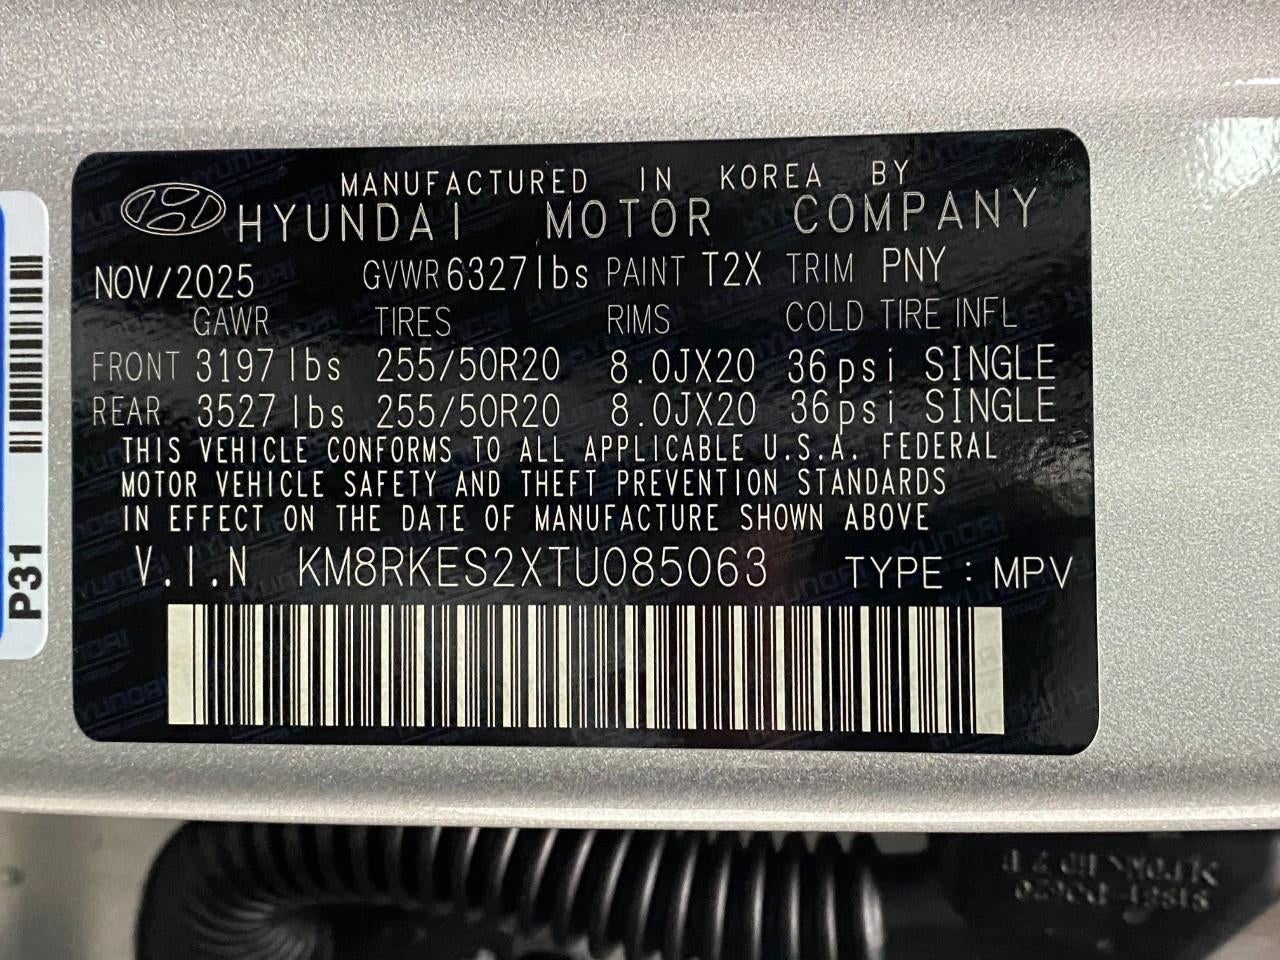 MANUFACTURED IN KOREA BY
HYUNDAI MOTOR COMPANY
NOV/2025 GVWR 6327lbs PAINT T2X TRIM PNY
GAWR TIRES RIMS COLD TIRE INFL
FRONT 3197lbs 255/50R20 8.0JX20 36psi SINGLE
REAR 3527lbs 255/50R20 8.0JX20 36psi SINGLE
THIS VEHICLE CONFORMS TO ALL APPLICABLE U.S.A. FEDERAL
MOTOR VEHICLE SAFETY AND THEFT PREVENTION STANDARDS
IN EFFECT ON THE DATE OF MANUFACTURE SHOWN ABOVE
V.I.N KM8RKES2XTU085063 TYPE : MPV
P31